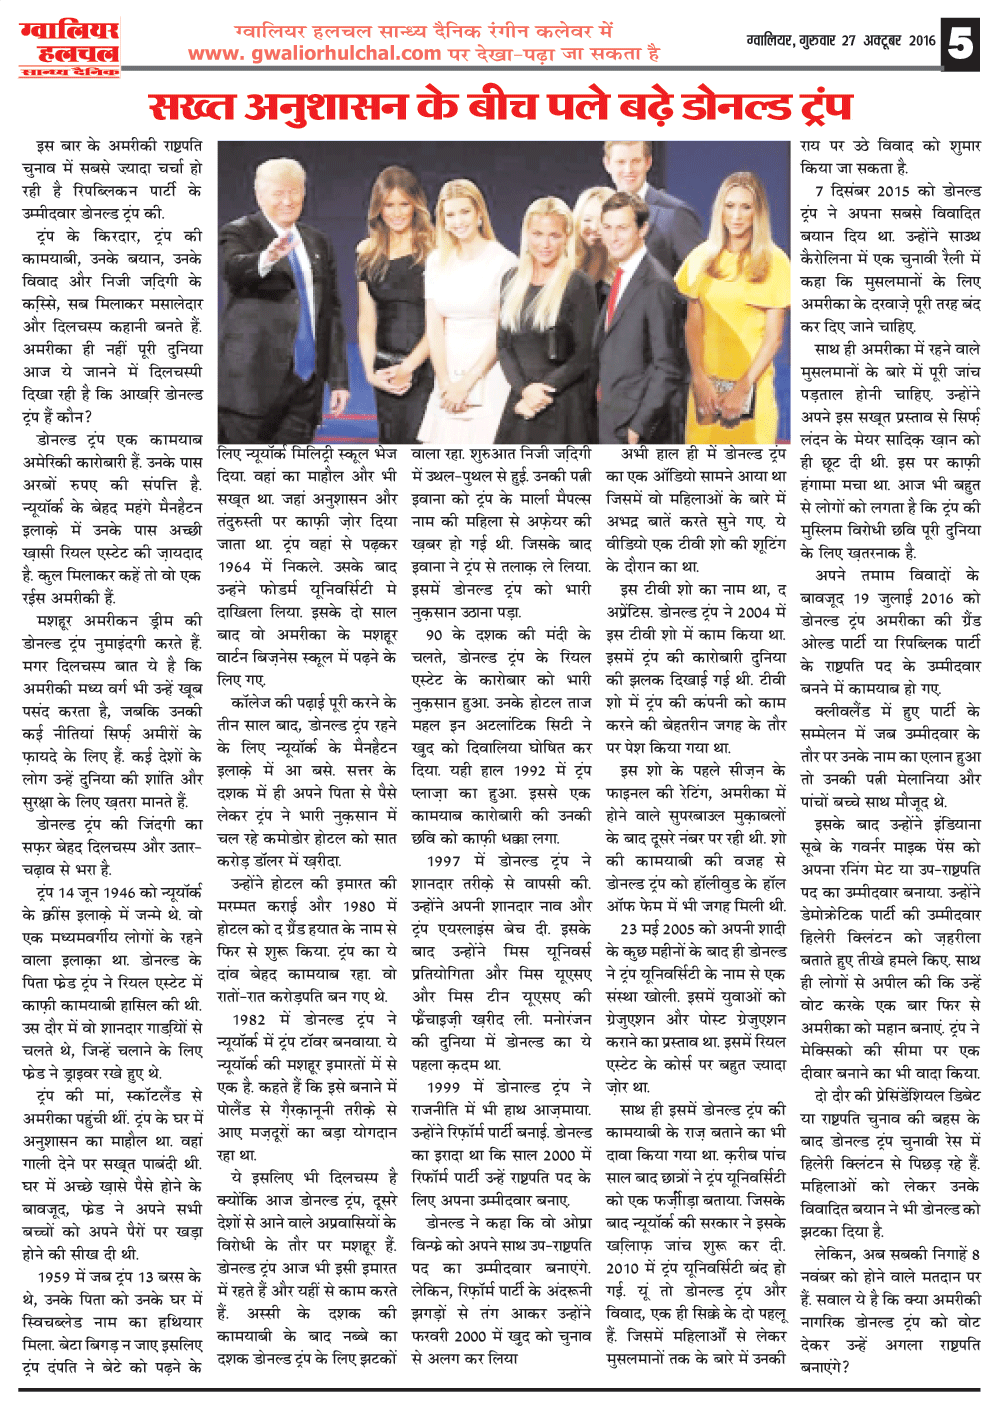 ग्वालियर
हलचल
सान्ध्य दैनिक
ग्वालियर हलचल सान्ध्य दैनिक रंगीन कलेवर में
www. gwaliorhulchal.com पर देखा-पढ़ा जा सकता है
ग्वालियर, गुरुवार 27 अक्टूबर 2016
5
सख्त अनुशासन के बीच पले बढ़े डोनल्ड ट्रंप
इस बार के अमरीकी राष्ट्रपति
चुनाव में सबसे ज़्यादा चर्चा हो
रही है रिपब्लिकन पार्टी के
उम्मीदवार डोनल्ड ट्रंप की.
ट्रंप के किरदार, ट्रंप की
कामयाबी, उनके बयान, उनके
विवाद और निजी ज़दि़गी के
क़स्सि़े, सब मिलाकर मसालेदार
और दिलचस्प कहानी बनते हैं.
अमरीका ही नहीं पूरी दुनिया
आज ये जानने में दिलचस्पी
दिखा रही है कि आखरि़ डोनल्ड
ट्रंप हैं कौन?
डोनल्ड ट्रंप एक कामयाब
अमेरिकी कारोबारी हैं. उनके पास
अरबों रुपए की संपत्ति है.
न्यूयॉर्क के बेहद महंगे मैनहैटन
इलाक़े में उनके पास अच्छी
ख़ासी रियल एस्टेट की ज़ायदाद
है. कुल मिलाकर कहें तो वो एक
रईस अमरीकी हैं.
मशहूर अमरीकन ड्रीम की
डोनल्ड ट्रंप नुमाइंदगी करते हैं.
मगर दिलचस्प बात ये है कि
अमरीकी मध्य वर्ग भी उन्हें खूब
पसंद करता है, जबकि उनकी
कई नीतियां सिर्फ़ अमीरों के
फ़ायदे के लिए हैं. कई देशों के
लोग उन्हें दुनिया की शांति और
सुरक्षा के लिए ख़तरा मानते हैं.
डोनल्ड ट्रंप की जिंदगी का
सफ़र बेहद दिलचस्प और उतार-
चढ़ाव से भरा है.
ट्रंप 14 जून 1946 को न्यूयॉर्क
के क्वींस इलाक़े में जन्मे थे. वो
एक मध्यमवर्गीय लोगों के रहने
वाला इलाक़ा था. डोनल्ड के
पिता फ्रेड ट्रंप ने रियल एस्टेट में
काफ़ी कामयाबी हासिल की थी.
उस दौर में वो शानदार गाडि़यों से
चलते थे, जिन्हें चलाने के लिए
फ्रेड ने ड्राइवर रखे हुए थे.
ट्रंप की मां, स्कॉटलैंड से
अमरीका पहुंची थीं. ट्रंप के घर में
अनुशासन का माहौल था. वहां
गाली देने पर सख़्त पाबंदी थी.
घर में अच्छे ख़ासे पैसे होने के
बावजूद, फ्रेड ने अपने सभी
बच्चों को अपने पैरों पर खड़ा
होने की सीख दी थी.
1959 में जब ट्रंप 13 बरस के
थे, उनके पिता को उनके घर में
स्विचब्लेड नाम का हथियार
मिला. बेटा बिगड़ न जाए इसलिए
ट्रंप दंपति ने बेटे को पढ़ने के
लिए न्यूयॉर्क मिलिट्री स्कूल भेज
दिया. वहां का माहौल और भी
सख़्त था. जहां अनुशासन और
तंदुरुस्ती पर काफ़ी ज़ोर दिया
जाता था. ट्रंप वहां से पढ़कर
1964 में निकले. उसके बाद
उन्हंने फोडर्म यूनिवर्सिटी मे
दाखिला लिया. इसके दो साल
बाद वो अमरीका के मशहूर
वार्टन बिज़नेस स्कूल में पढ़ने के
लिए गए.
कॉलेज की पढ़ाई पूरी करने के
तीन साल बाद, डोनल्ड ट्रंप रहने
के लिए न्यूयॉर्क के मैनहैटन
इलाक़े में आ बसे. सत्तर के
दशक में ही अपने पिता से पैसे
लेकर ट्रंप ने भारी नुक़सान में
चल रहे कमोडोर होटल को सात
करोड़ डॉलर में ख़रीदा.
उन्होंने होटल की इमारत की
मरम्मत कराई और 1980 में
होटल को द ग्रैंड हयात के नाम से
फिर से शुरू किया. ट्रंप का ये
दांव बेहद कामयाब रहा. वो
रातों-रात करोड़पति बन गए थे.
1982 में डोनल्ड ट्रंप ने
न्यूयॉर्क में ट्रंप टॉवर बनवाया. ये
न्यूयॉर्क की मशहूर इमारतों में से
एक है. कहते हैं कि इसे बनाने में
पोलैंड से ग़ैरक़ानूनी तरीक़े से
आए मज़दूरों का बड़ा योगदान
रहा था.
ये इसलिए भी दिलचस्प है
क्योंकि आज डोनल्ड ट्रंप, दूसरे
देशों से आने वाले अप्रवासियों के
विरोधी के तौर पर मशहूर हैं.
डोनल्ड ट्रंप आज भी इसी इमारत
में रहते हैं और यहीं से काम करते
हैं. अस्सी के दशक की
कामयाबी के बाद नब्बे का
दशक डोनल्ड ट्रंप के लिए झटकों
वाला रहा. शुरुआत निजी ज़दि़गी
में उथल-पुथल से हुई. उनकी पत्नी
इवाना को ट्रंप के मार्ला मैपल्स
नाम की महिला से अफ़ेयर की
ख़बर हो गई थी. जिसके बाद
इवाना ने ट्रंप से तलाक़ ले लिया.
इसमें डोनल्ड ट्रंप को भारी
नुक़सान उठाना पड़ा.
90 के दशक की मंदी के
चलते, डोनल्ड ट्रंप के रियल
एस्टेट के कारोबार को भारी
नुक़सान हुआ. उनके होटल ताज
महल इन अटलांटिक सिटी ने
खुद को दिवालिया घोषित कर
दिया. यही हाल 1992 में ट्रंप
प्लाज़ा का हुआ. इससे एक
कामयाब कारोबारी की उनकी
छवि को काफ़ी धक्का लगा.
1997 में डोनल्ड ट्रंप ने
शानदार तरीक़े से वापसी की.
उन्होंने अपनी शानदार नाव और
ट्रंप एयरलाइंस बेच दी. इसके
बाद उन्होंने मिस यूनिवर्स
प्रतियोगिता और मिस यूएसए
और मिस टीन यूएसए की
फ्रैंचाइज़ी ख़रीद ली. मनोरंजन
की दुनिया में डोनल्ड का ये
पहला क़दम था.
1999 में डोनाल्ड ट्रंप ने
राजनीति में भी हाथ आज़माया.
उन्होंने रिफ़ॉर्म पार्टी बनाई. डोनल्ड
का इरादा था कि साल 2000 में
रिफॉर्म पार्टी उन्हें राष्ट्रपति पद के
लिए अपना उम्मीदवार बनाए.
डोनल्ड ने कहा कि वो ओप्रा
विन्फ्रे को अपने साथ उप-राष्ट्रपति
पद का उम्मीदवार बनाएंगे.
लेकिन, रिफ़ॉर्म पार्टी के अंदरूनी
झगड़ों से तंग आकर उन्होंने
फरवरी 2000 में खुद को चुनाव
से अलग कर लिया
अभी हाल ही में डोनल्ड ट्रंप
का एक ऑडियो सामने आया था
जिसमें वो महिलाओं के बारे में
अभद्र बातें करते सुने गए. ये
वीडियो एक टीवी शो की शूटिंग
के दौरान का था.
इस टीवी शो का नाम था, द
अप्रेंटिस. डोनल्ड ट्रंप ने 2004 में
इस टीवी शो में काम किया था.
इसमें ट्रंप की कारोबारी दुनिया
की झलक दिखाई गई थी. टीवी
शो में ट्रंप की कंपनी को काम
करने की बेहतरीन जगह के तौर
पर पेश किया गया था.
इस शो के पहले सीज़न के
फाइनल की रेटिंग, अमरीका में
होने वाले सुपरबाउल मुक़ाबलों
के बाद दूसरे नंबर पर रही थी. शो
की कामयाबी की वजह से
डोनल्ड ट्रंप को हॉलीवुड के हॉल
ऑफ फेम में भी जगह मिली थी.
23 मई 2005 को अपनी शादी
के कुछ महीनों के बाद ही डोनल्ड
ने ट्रंप यूनिवर्सिटी के नाम से एक
संस्था खोली. इसमें युवाओं को
ग्रेजुएशन और पोस्ट ग्रेजुएशन
कराने का प्रस्ताव था. इसमें रियल
एस्टेट के कोर्स पर बहुत ज्यादा
ज़ोर था.
साथ ही इसमें डोनल्ड ट्रंप की
कामयाबी के राज़ बताने का भी
दावा किया गया था. क़रीब पांच
साल बाद छात्रों ने ट्रंप यूनिवर्सिटी
को एक फर्जीाड़ा बताया. जिसके
बाद न्यूयॉर्क की सरकार ने इसके
खि़लाफ़ जांच शुरू कर दी.
2010 में ट्रंप यूनिवर्सिटी बंद हो
गई. यूं तो डोनल्ड ट्रंप और
विवाद, एक ही सिक्के के दो पहलू
हैं. जिसमें महिलाओँ से लेकर
मुसलमानों तक के बारे में उनकी
राय पर उठे विवाद को शुमार
किया जा सकता है.
7 दिसंबर 2015 को डोनल्ड
ट्रंप ने अपना सबसे विवादित
बयान दिय था. उन्होंने साउथ
कैरोलिना में एक चुनावी रैली में
कहा कि मुसलमानों के लिए
अमरीका के दरवाज़े पूरी तरह बंद
कर दिए जाने चाहिए.
साथ ही अमरीका में रहने वाले
मुसलमानों के बारे में पूरी जांच
पड़ताल होनी चाहिए. उन्होंने
अपने इस सख़्त प्रस्ताव से सिर्फ़
लंदन के मेयर सादिक़ ख़ान को
ही छूट दी थी. इस पर काफ़ी
हंगामा मचा था. आज भी बहुत
से लोगों को लगता है कि ट्रंप की
मुस्लिम विरोधी छवि पूरी दुनिया
के लिए ख़तरनाक है.
अपने तमाम विवादों के
बावजूद 19 जुलाई 2016 को
डोनल्ड ट्रंप अमरीका की ग्रैंड
ओल्ड पार्टी या रिपब्लिक पार्टी
के राष्ट्रपति पद के उम्मीदवार
बनने में कामयाब हो गए.
क्लीवलैंड में हुए पार्टी के
सम्मेलन में जब उम्मीदवार के
तौर पर उनके नाम का एलान हुआ
तो उनकी पत्नी मेलानिया और
पांचों बच्चे साथ मौजूद थे.
इसके बाद उन्होंने इंडियाना
सूबे के गवर्नर माइक पेंस को
अपना रनिंग मेट या उप-राष्ट्रपति
पद का उम्मीदवार बनाया. उन्होंने
डेमोक्रेटिक पार्टी की उम्मीदवार
हिलेरी क्लिंटन को ज़हरीला
बताते हुए तीखे हमले किए. साथ
ही लोगों से अपील की कि उन्हें
वोट करके एक बार फिर से
अमरीका को महान बनाएं. ट्रंप ने
मेक्सिको की सीमा पर एक
दीवार बनाने का भी वादा किया.
दो दौर की प्रेसिंडेंशियल डिबेट
या राष्ट्रपति चुनाव की बहस के
बाद डोनल्ड ट्रंप चुनावी रेस में
हिलेरी क्लिंटन से पिछड़ रहे हैं.
महिलाओं को लेकर उनके
विवादित बयान ने भी डोनल्ड को
झटका दिया है.
लेकिन, अब सबकी निगाहें 8
नवंबर को होने वाले मतदान पर
हैं. सवाल ये है कि क्या अमरीकी
नागरिक डोनल्ड ट्रंप को वोट
देकर उन्हें अगला राष्ट्रपति
बनाएंगे?